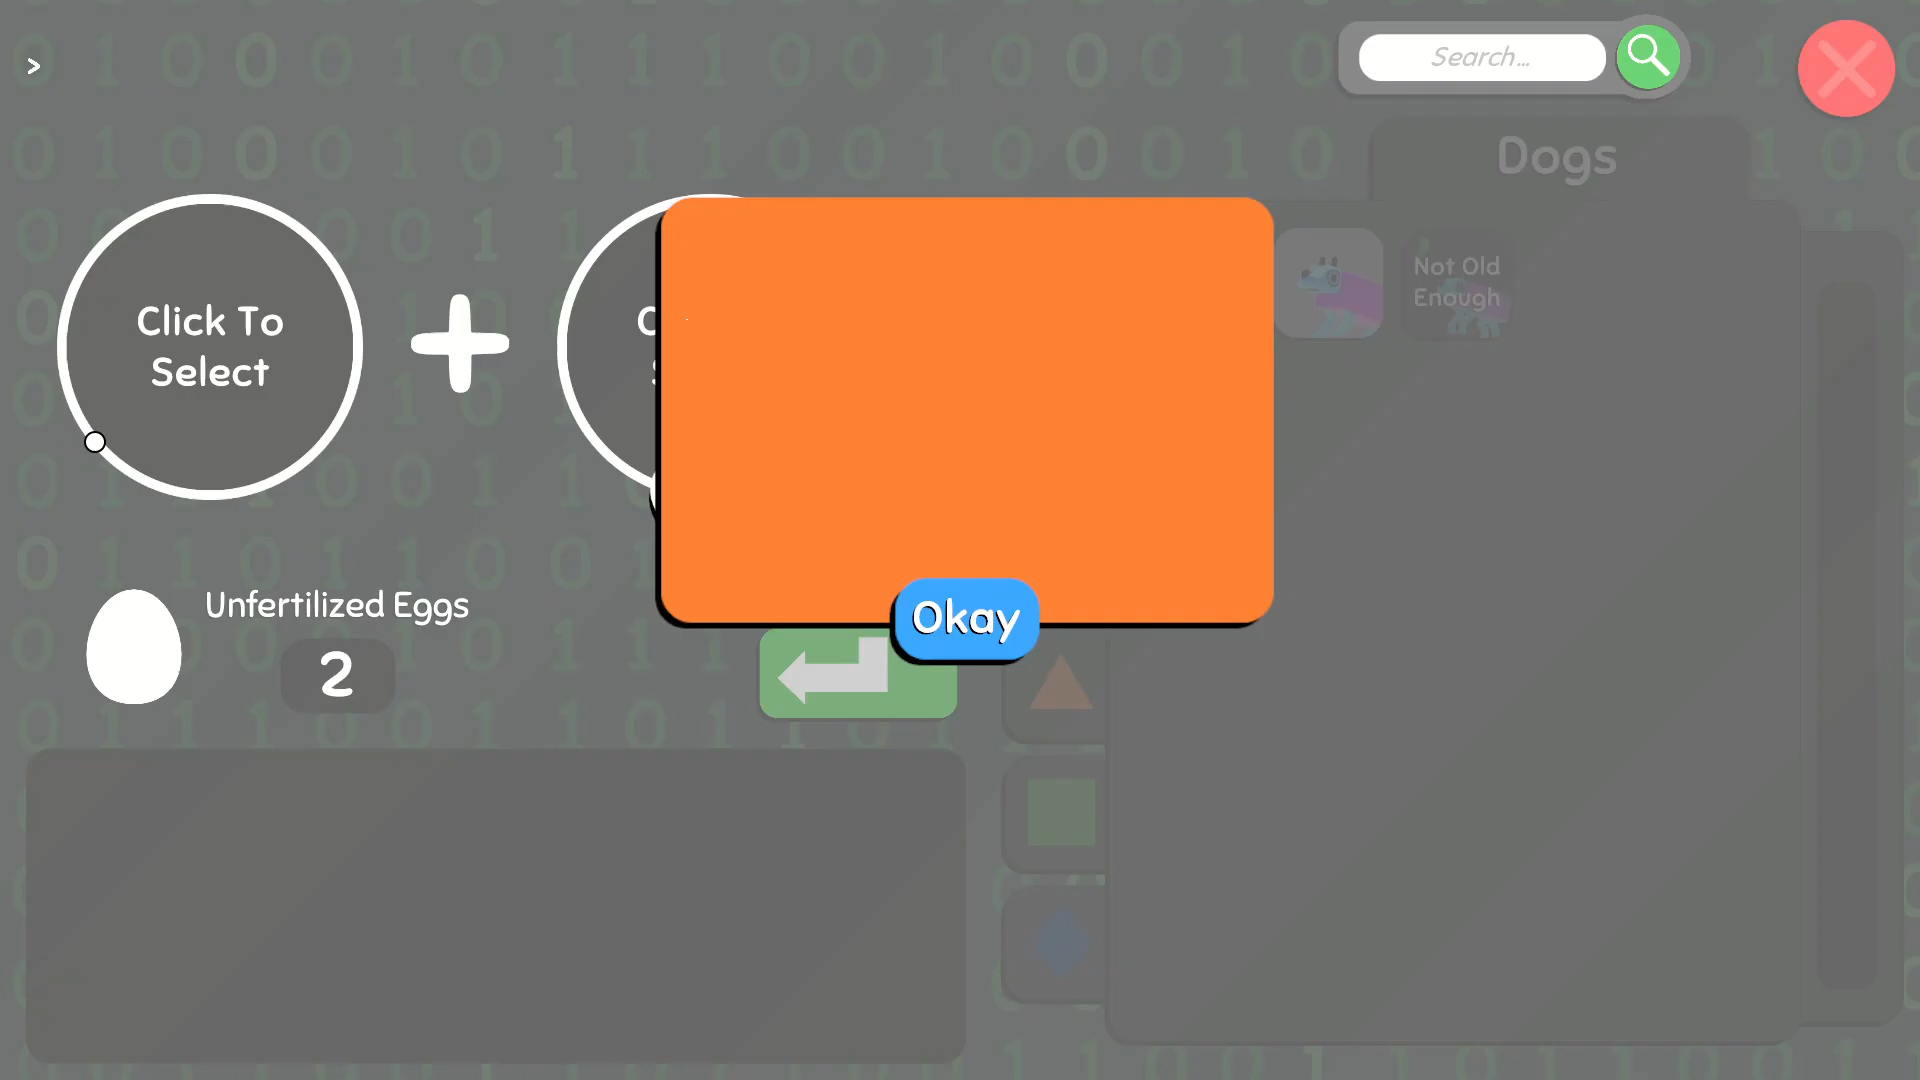 >
Search...
Dogs
Click To
Select
Not Old
Enough
Unfertilized Eggs
2
Okay